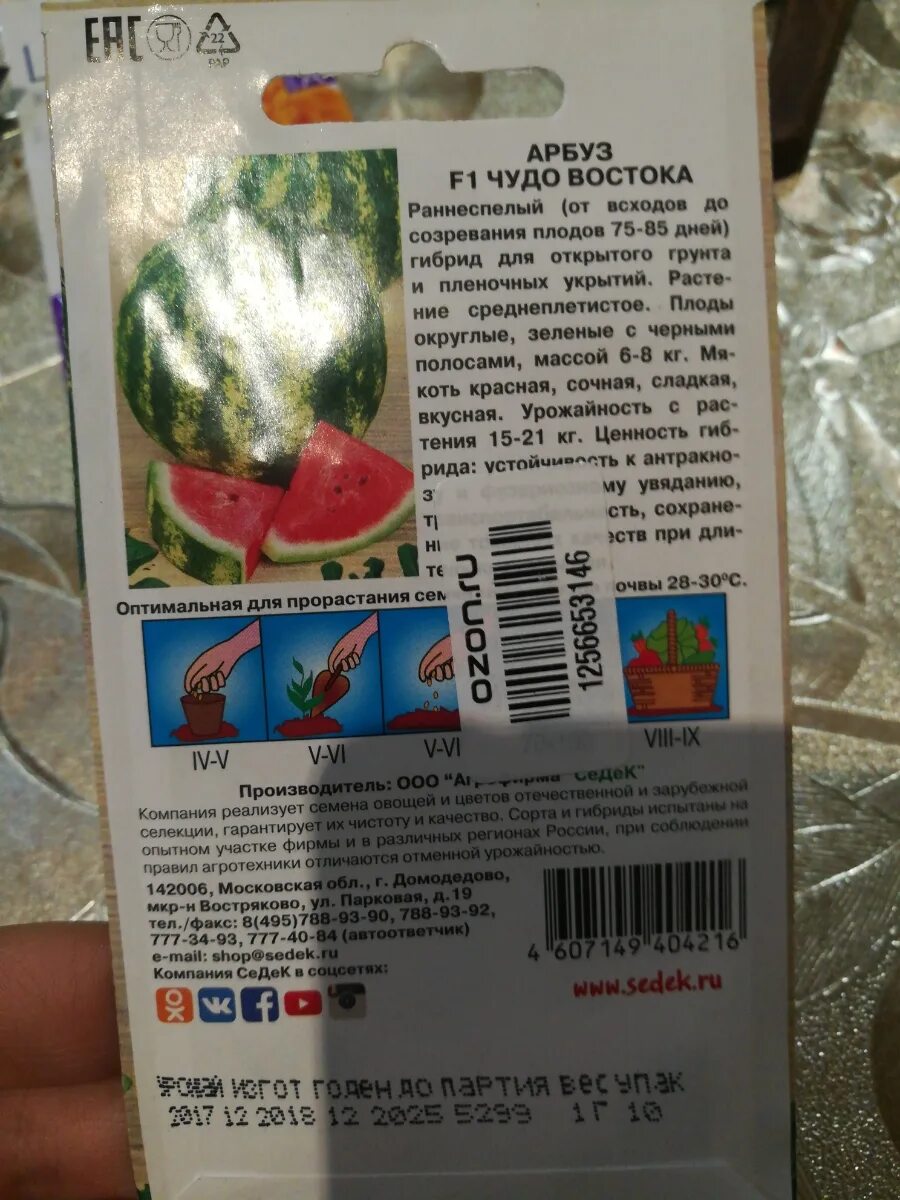 EAC
22
PAP
АРБУЗ
F1 ЧУДО ВОСТОКА
Раннеспелый (от всходов до
созревания плодов 75-85 дней)
гибрид для открытого грунта
и пленочных укрытий. Расте-
ние среднеплетистое. Плоды
округлые, зеленые с черными
полосами, массой 6-8 кг. Мя-
коть красная, сочная, сладкая,
вкусная. Урожайность с рас-
тения 15-21 кг. Ценность гиб-
рида: устойчивость к антракно-
зу и фузариозному увяданию,
сохране-
при дли-
Оптимальная для прорастания
почвы 28-30ºС.
ozon.ru
1256653146
IV-V
V-VI
V-VI
VIII-IX
Производитель: ООО "Агрофирма "СеДеК"
Компания реализует семена овощей и цветов отечественной и зарубежной
селекции, гарантирует их чистоту и качество. Сорта и гибриды испытаны на
опытном участке фирмы и в различных регионах России, при соблюдении
правил агротехники отличаются отменной урожайностью.
142006, Московская обл., г. Домодедово,
мкр-н Востряково, ул. Парковая, д.19
тел./факс: 8(495)788-93-90, 788-93-92,
777-34-93, 777-40-84 (автоответчик)
e-mail: shop@sedek.ru
Компания СеДеК в соцсетях:
4 607149 404216
www.sedek.ru
ИЗГОТ ГОДЕН ДО ПАРТИЯ ВЕС УПАК
2017 12 2018 12 2025 5299 1Г 10